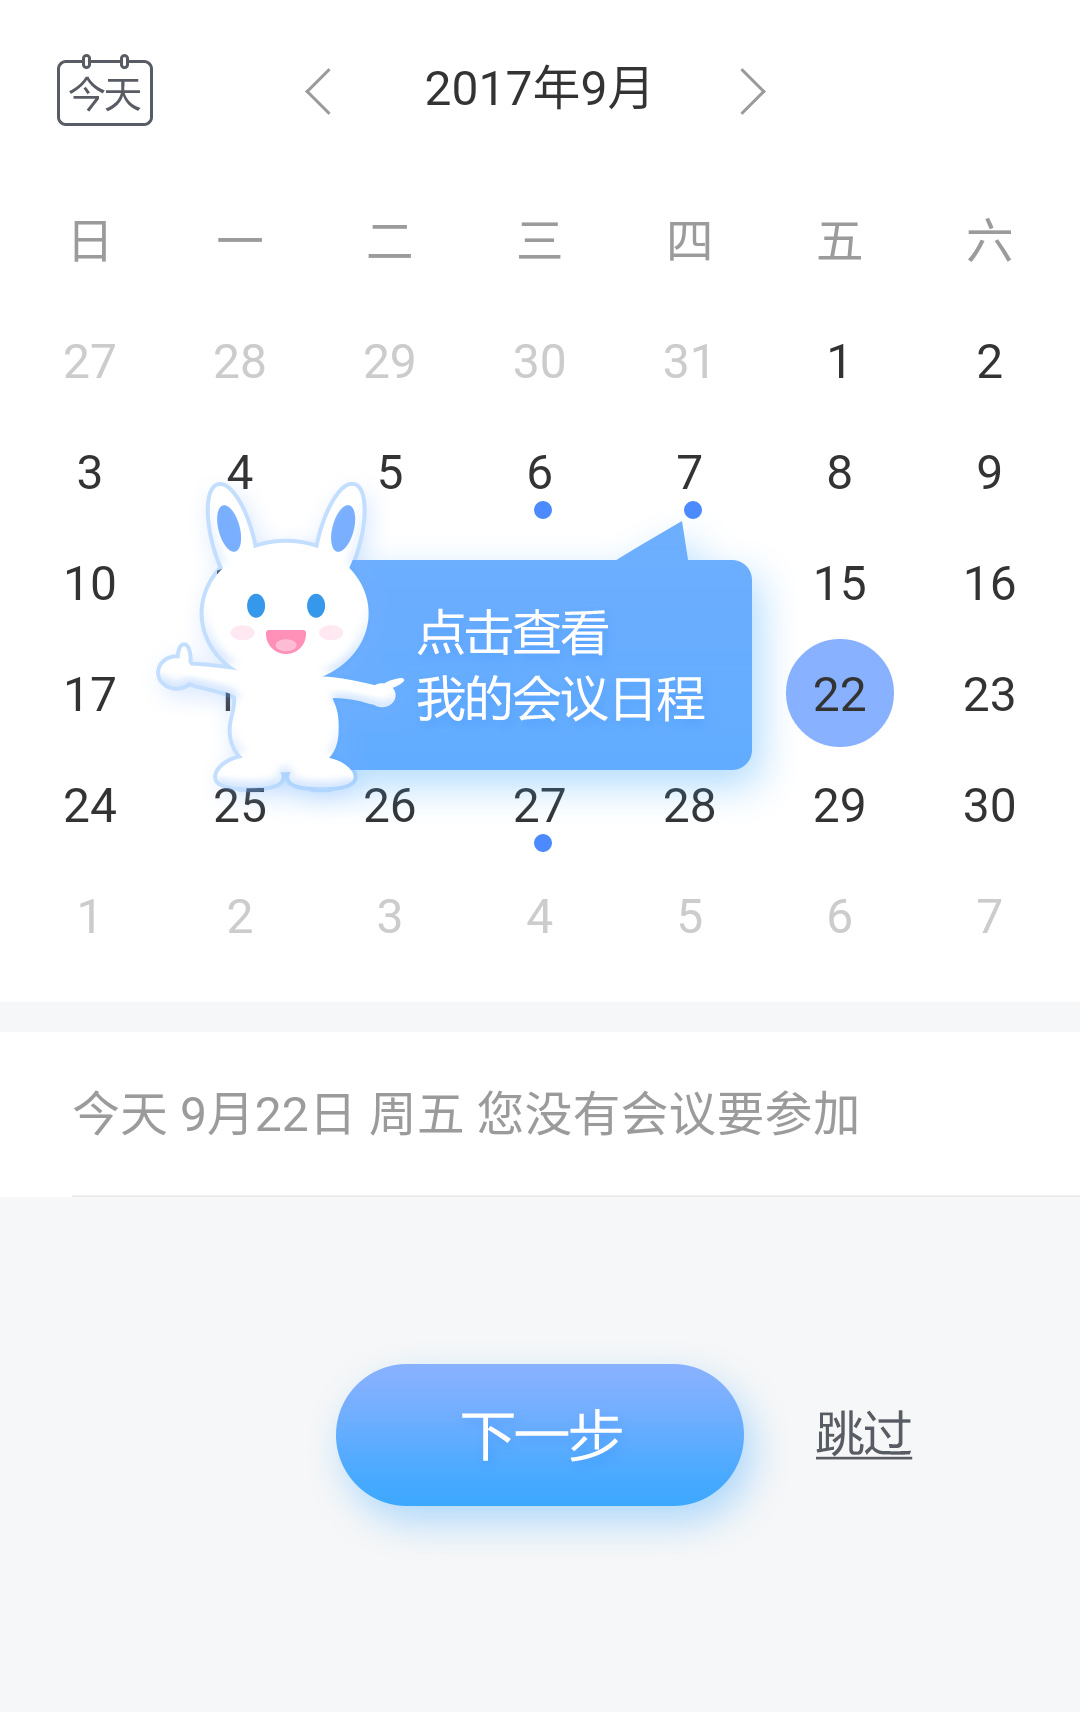 今天
2017年9月
日 一 二 三 四 五 六
27 28 29 30 31 1 2
3 4 5 6 7 8 9
10 15 16
点击查看
我的会议日程
17 22 23
24 25 26 27 28 29 30
1 2 3 4 5 6 7
今天 9月22日 周五 您没有会议要参加
下一步
跳过